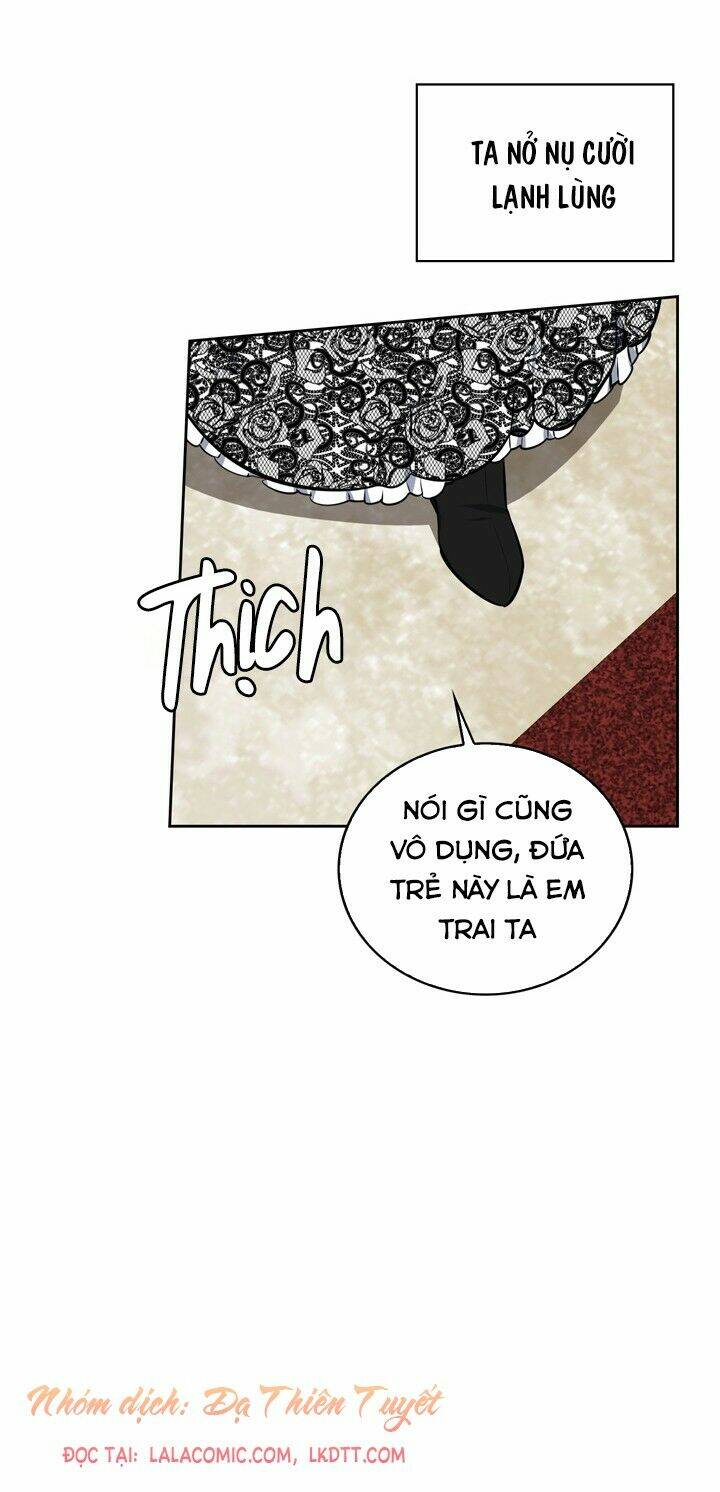 TA NỞ NỤ CƯỜI
LẠNH LÙNG
Thịch
NÓI GÌ CŨNG
VÔ DỤNG, ĐỨA
TRẺ NÀY LÀ EM
TRAI TA
Nhóm dịch: Dạ Thiên Tuyết
ĐỌC TẠI: LALACOMIC.COM, LKDTT.COM